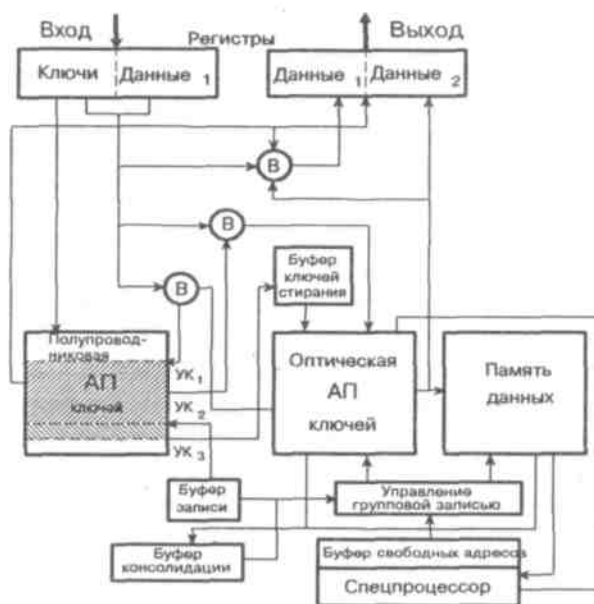 Вход Регистры Выход
Ключи Данные 1 Данные 1 Данные 2
В
В
Буфер
ключей
стирания
В
Полупровод-
никовая
АП
ключей
УК 1
УК 2
УК 3
Оптическая
АП
ключей
Память
данных
Буфер
записи
Управление
групповой записью
Буфер
консолидации
Буфер свободных адресов
Спецпроцессор